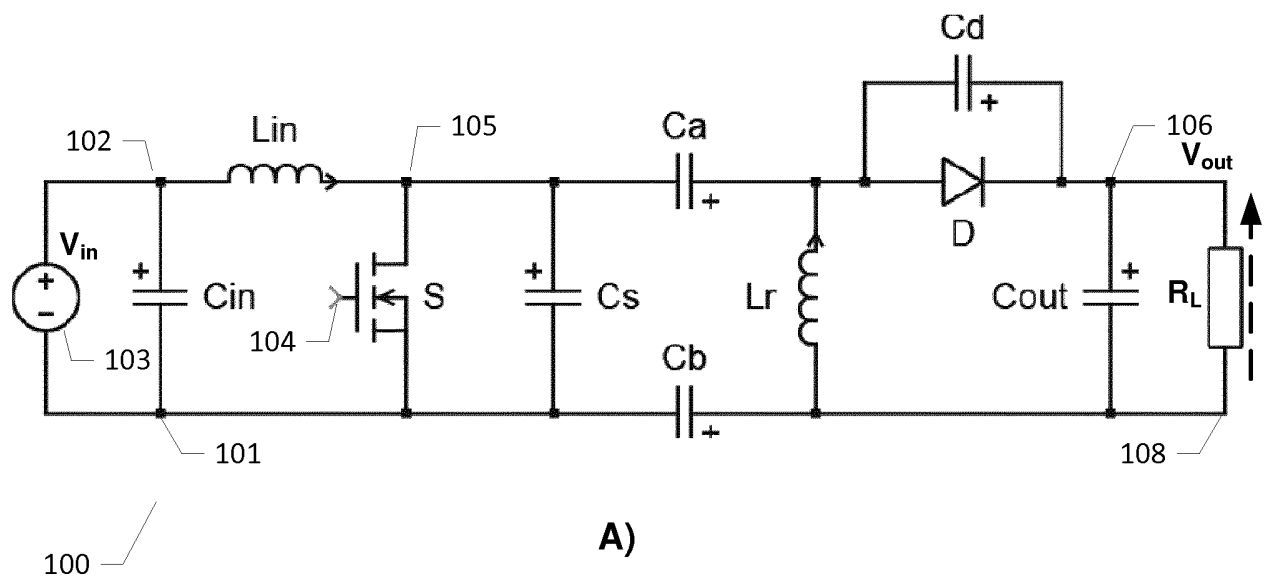 Cd
102
Lin
105
Ca
106
Vout
Vin
+
+
+
+
D
+
+
−
Cin
S
Cs
Lr
Cout
+
RL
103
104
Cb
+
101
108
A)
100